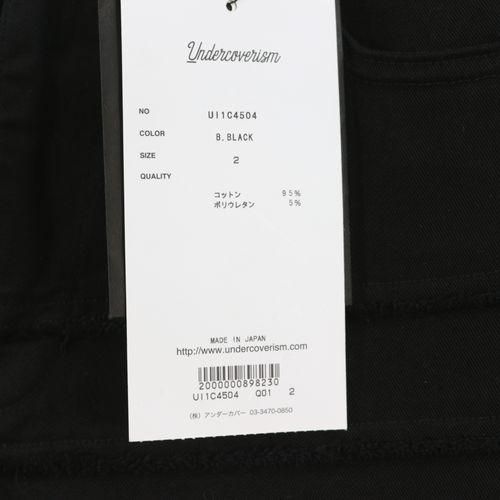 Undercoverism
NO UI1C4504
COLOR B.BLACK
SIZE 2
QUALITY
コットン 95%
ポリウレタン 5%
MADE IN JAPAN
http://www.undercoverism.com
2000000898230
UI1C4504 Q01 2
(株) アンダーカバー 03-3470-0850